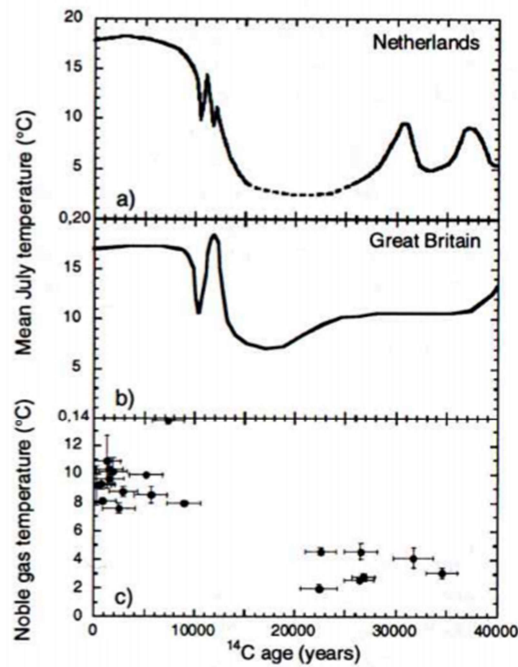 20
Netherlands
15
10
5
a)
0,20
Great Britain
15
10
5
b)
0,14
12
10
8
6
4
2
c)
0
0 10000 20000 30000 40000
14C age (years)
Mean July temperature (°C)
Noble gas temperature (°C)